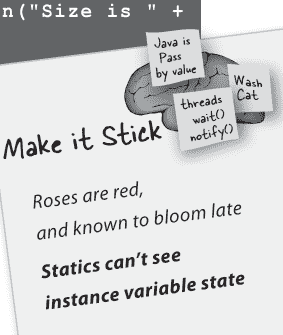 n("Size is " +
Java is
Pass
by value
Wash
Cat
threads
wait()
notify()
Make it Stick
Roses are red,
and known to bloom late
Statics can't see
instance variable state